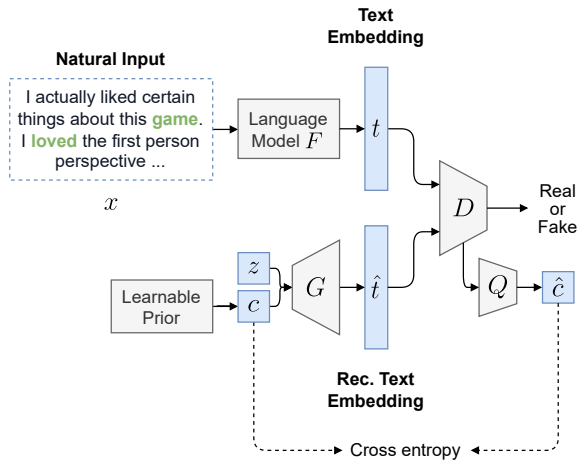 Text
Embedding
Natural Input
I actually liked certain
things about this game.
I loved the first person
perspective ...
x
Language
Model F
t
D
Real
or
Fake
z
c
G
t̂
Q
ĉ
Learnable
Prior
Rec. Text
Embedding
Cross entropy